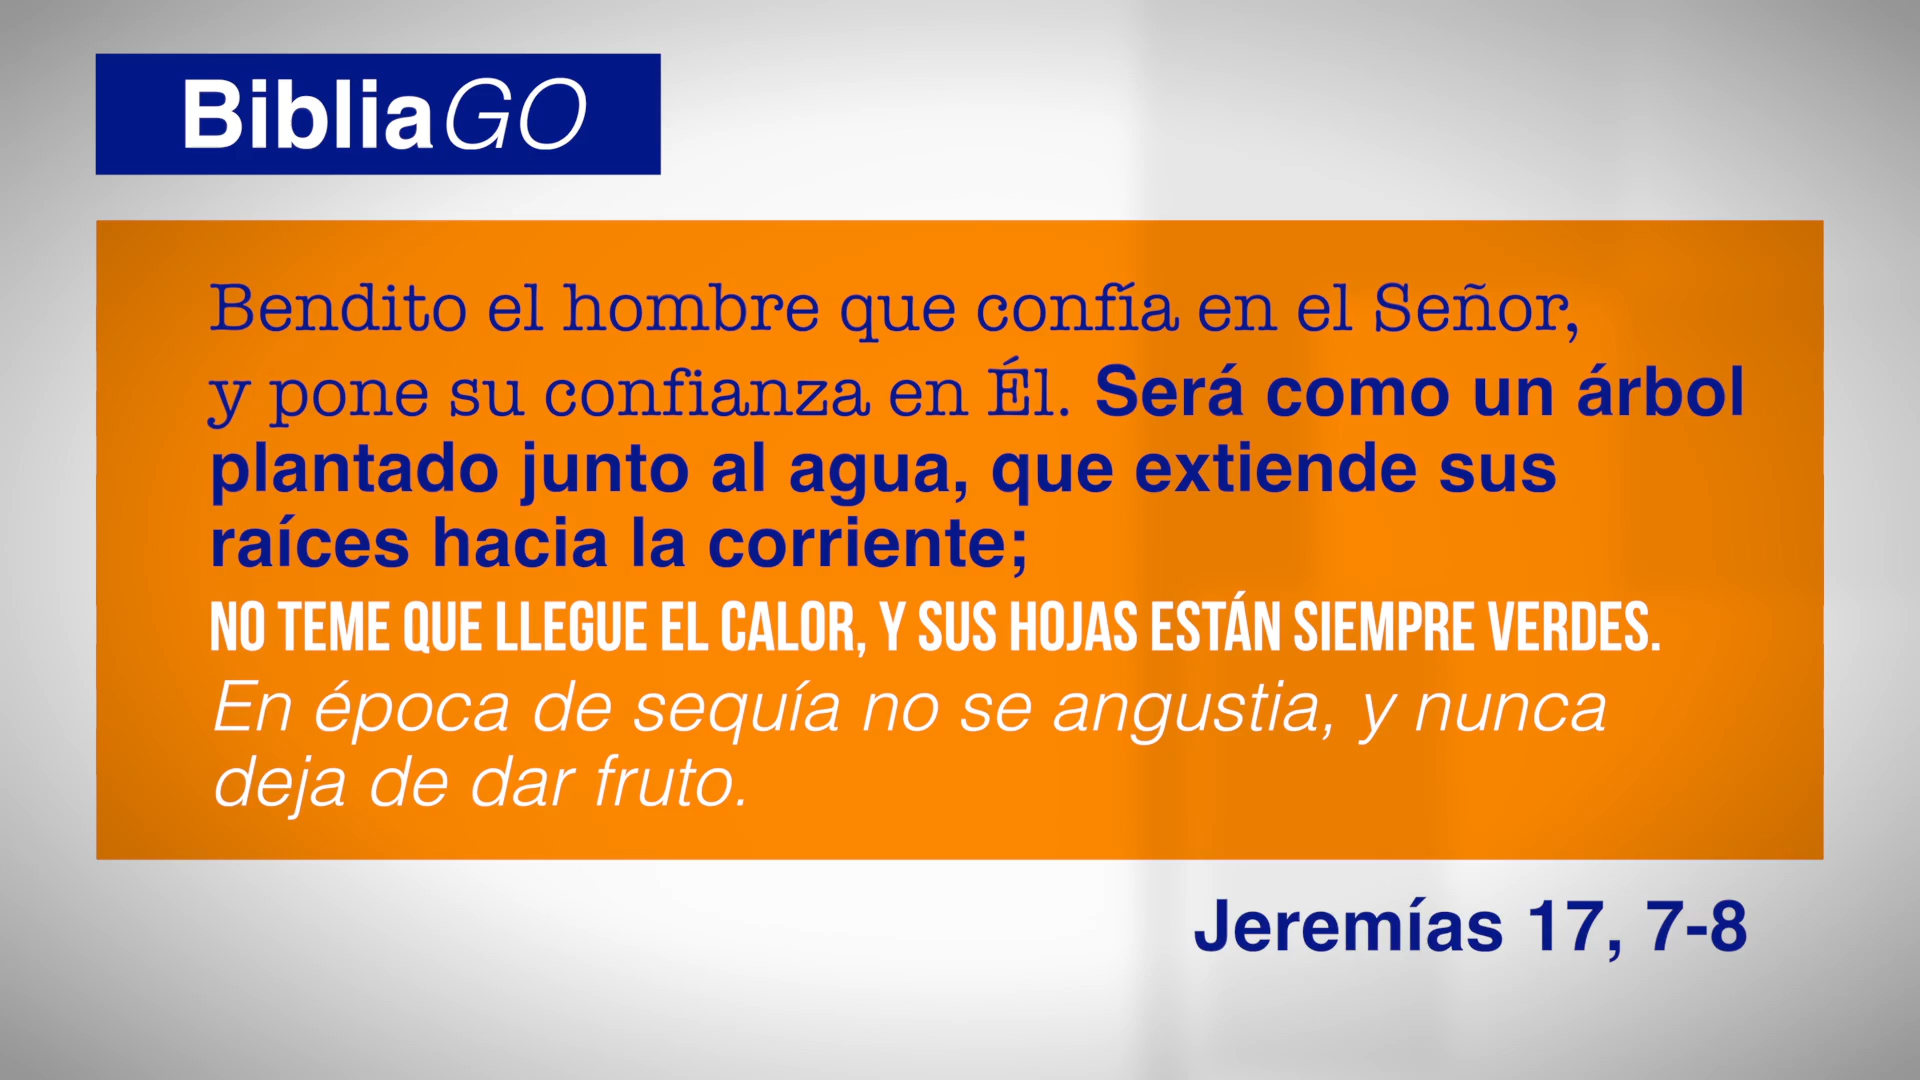 BibliaGO
Bendito el hombre que confía en el Señor,
y pone su confianza en Él. Será como un árbol
plantado junto al agua, que extiende sus
raíces hacia la corriente;
NO TEME QUE LLEGUE EL CALOR, Y SUS HOJAS ESTÁN SIEMPRE VERDES.
En época de sequía no se angustia, y nunca
deja de dar fruto.
Jeremías 17, 7-8